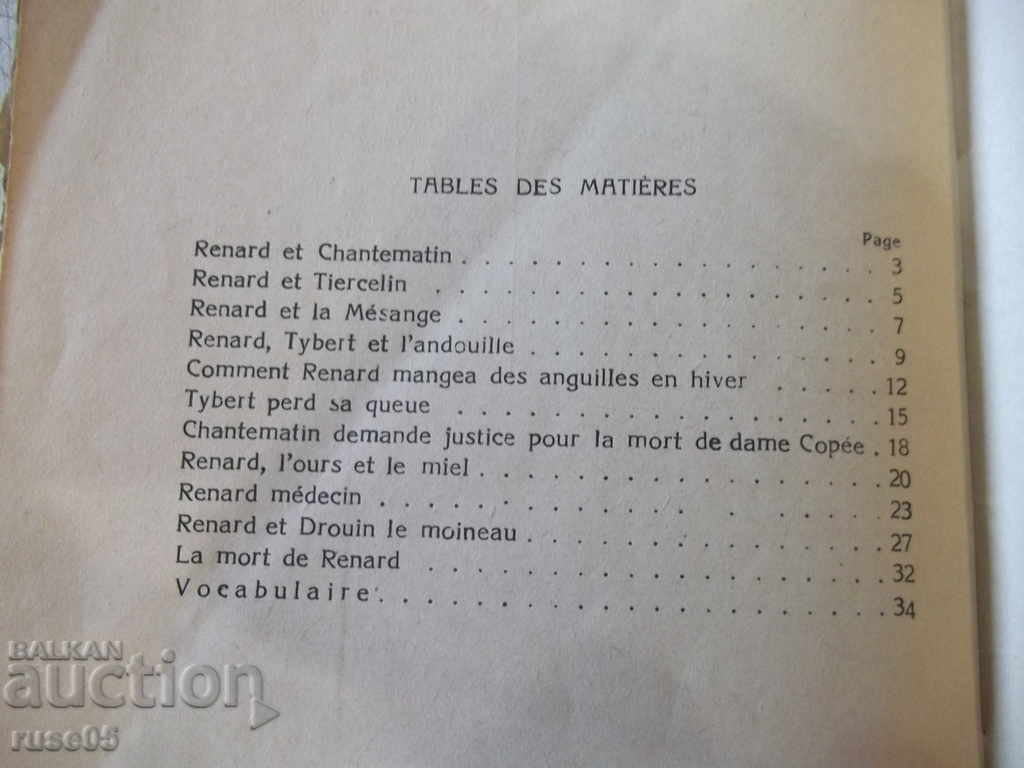 TABLES DES MATIÈRES
Page
Renard et Chantematin . . . . . . . . . . . . . . . . . . 3
Renard et Tiercelin . . . . . . . . . . . . . . . . . . 5
Renard et la Mésange . . . . . . . . . . . . . . . . . . 7
Renard, Tybert et l'andouille . . . . . . . . . . . . . . . 9
Comment Renard mangea des anguilles en hiver . . . . . 12
Tybert perd sa queue . . . . . . . . . . . . . . . . . 15
Chantematin demande justice pour la mort de dame Copée . 18
Renard, l'ours et le miel . . . . . . . . . . . . . . . . . 20
Renard médecin . . . . . . . . . . . . . . . . 23
Renard et Drouin le moineau . . . . . . . . . . . . . . . 27
La mort de Renard . . . . . . . . . . . . . . . . . . . 32
Vocabulaire . . . . . . . . . . . . . . . . . . . . 34
BALKAN
auction
ruse05